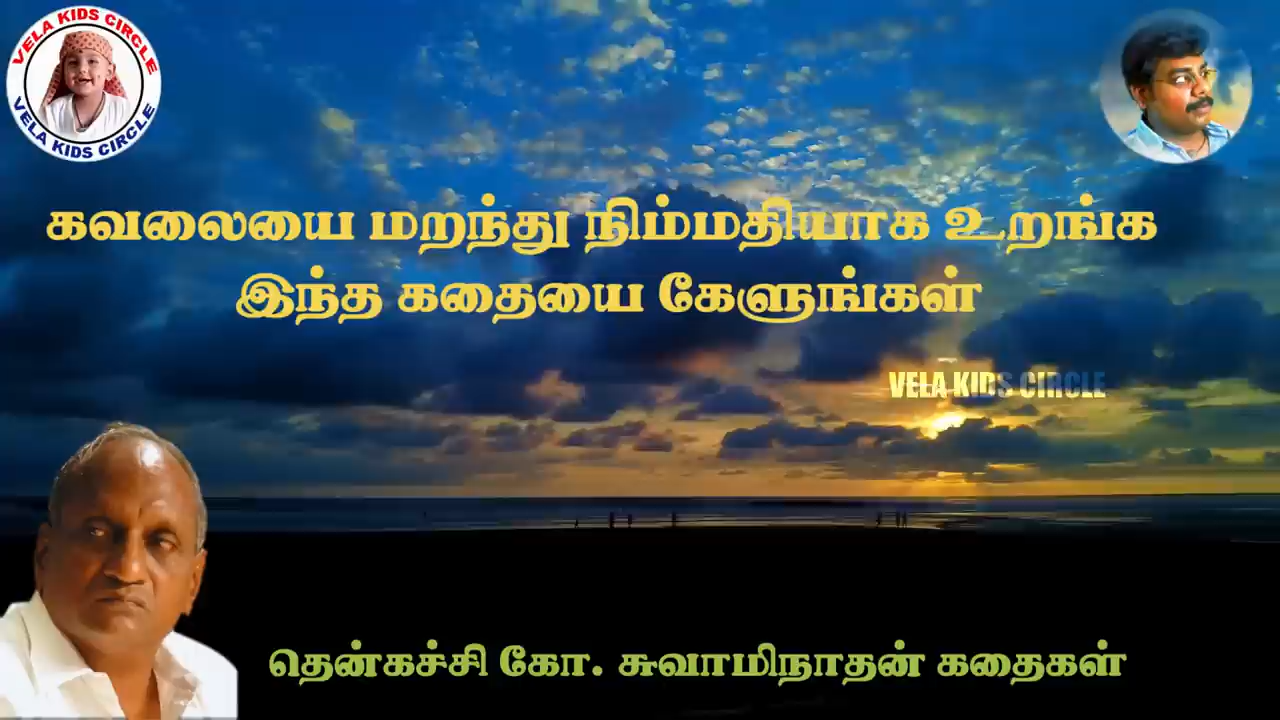 VELA KIDS CIRCLE
VELA KIDS CIRCLE
கவலையை மறந்து நிம்மதியாக உறங்க
இந்த கதையை கேளுங்கள்
VELA KIDS CIRCLE
தென்கச்சி கோ. சுவாமிநாதன் கதைகள்